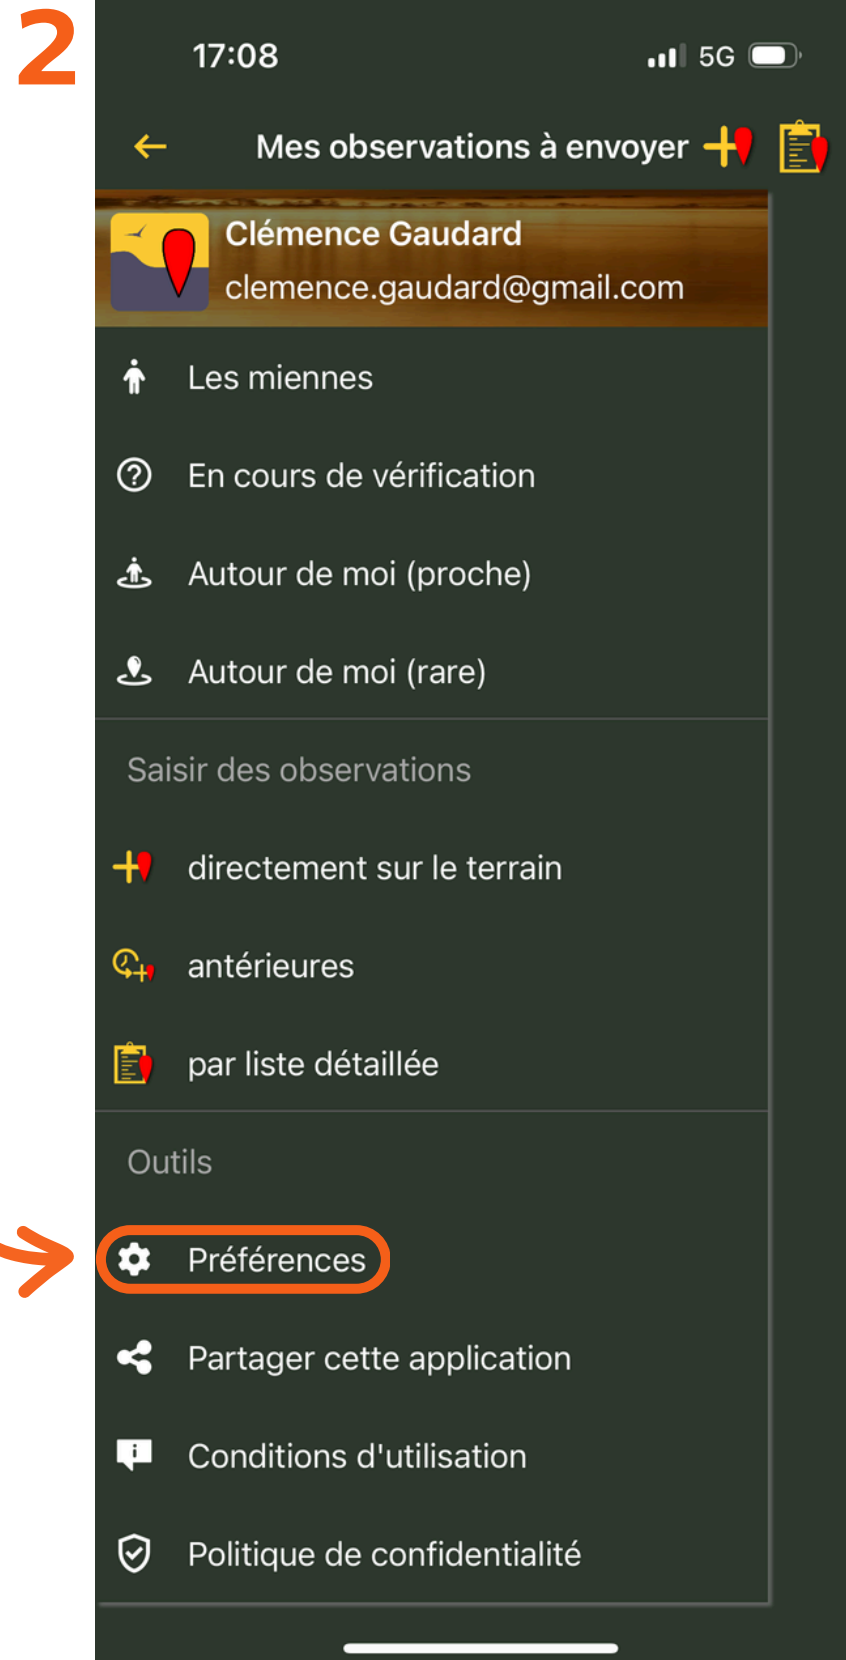 2
17:08
5G
Mes observations à envoyer
Clémence Gaudard
clemence.gaudard@gmail.com
Les miennes
En cours de vérification
Autour de moi (proche)
Autour de moi (rare)
Saisir des observations
directement sur le terrain
antérieures
par liste détaillée
Outils
Préférences
Partager cette application
Conditions d'utilisation
Politique de confidentialité